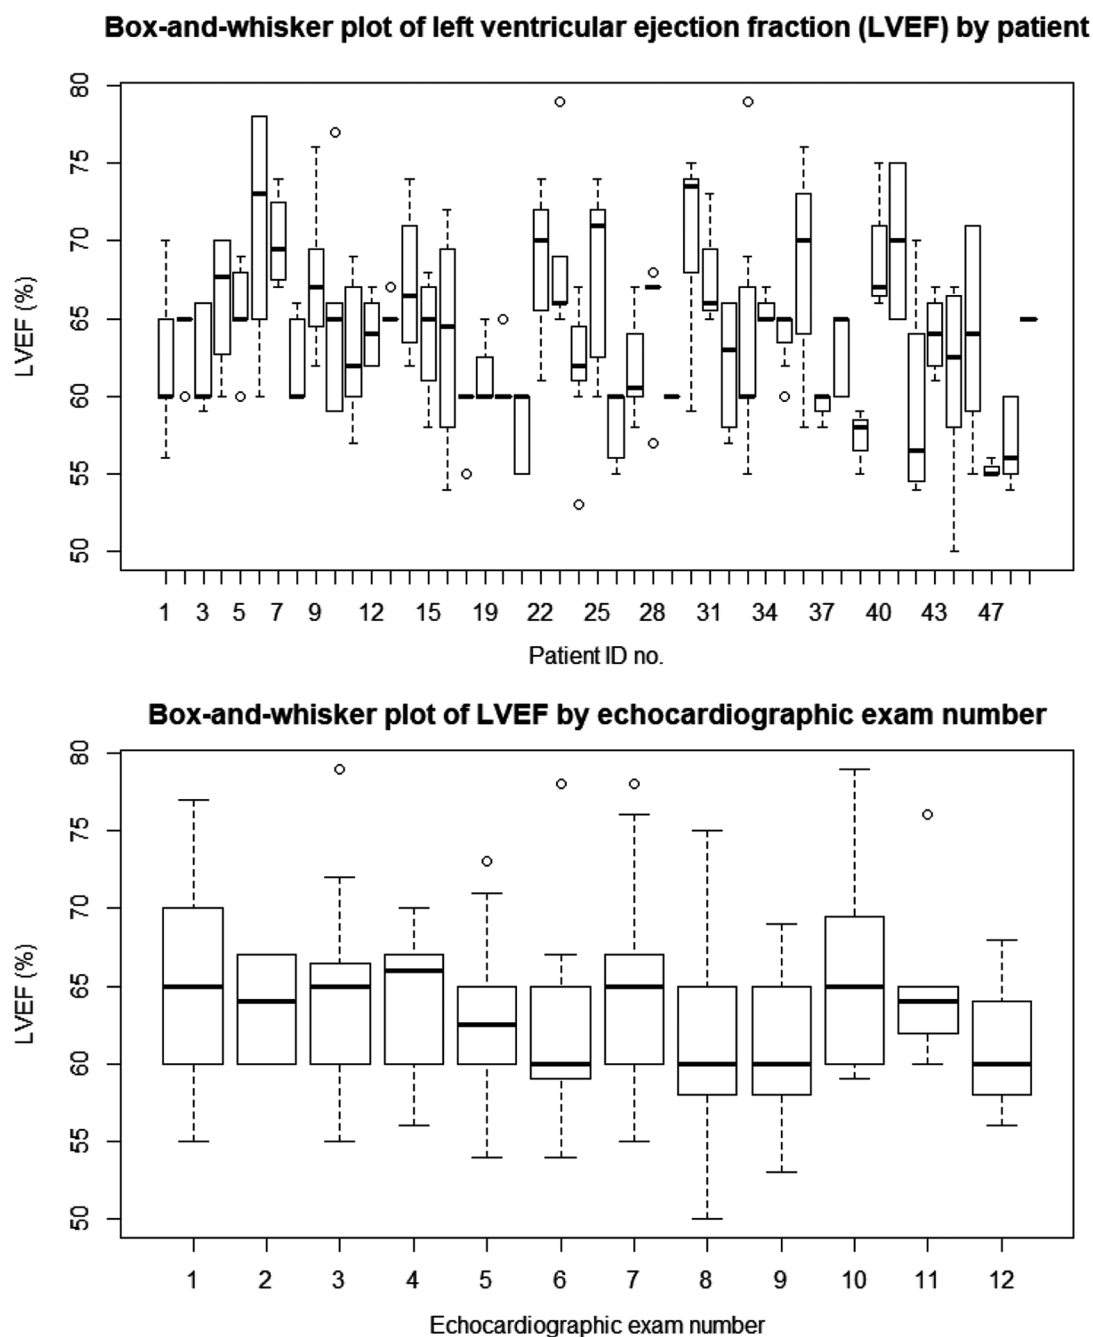 Box-and-whisker plot of left ventricular ejection fraction (LVEF) by patient
80
75
70
65
60
55
50
LVEF (%)
1 3 5 7 9 12 15 19 22 25 28 31 34 37 40 43 47
Patient ID no.
Box-and-whisker plot of LVEF by echocardiographic exam number
80
75
70
65
60
55
50
LVEF (%)
1 2 3 4 5 6 7 8 9 10 11 12
Echocardiographic exam number